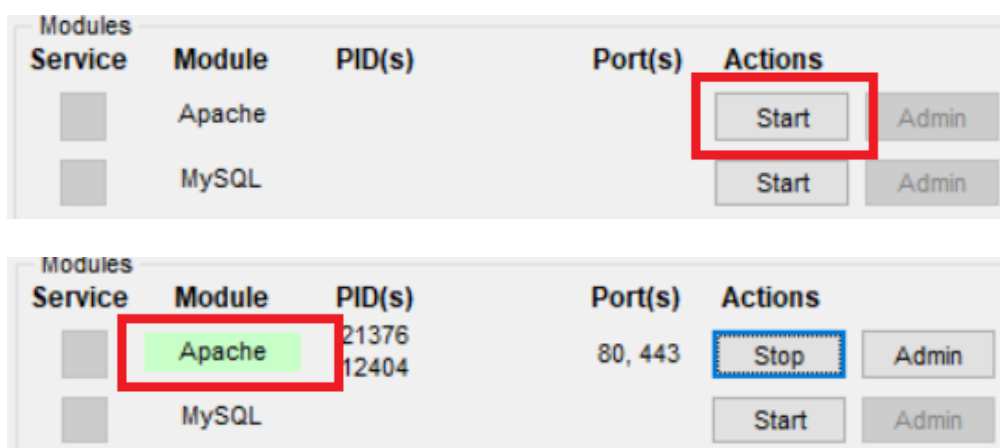 Modules
Service Module PID(s) Port(s) Actions
Apache Start Admin
MySQL Start Admin
Modules
Service Module PID(s) Port(s) Actions
Apache 21376 12404 80, 443 Stop Admin
MySQL Start Admin